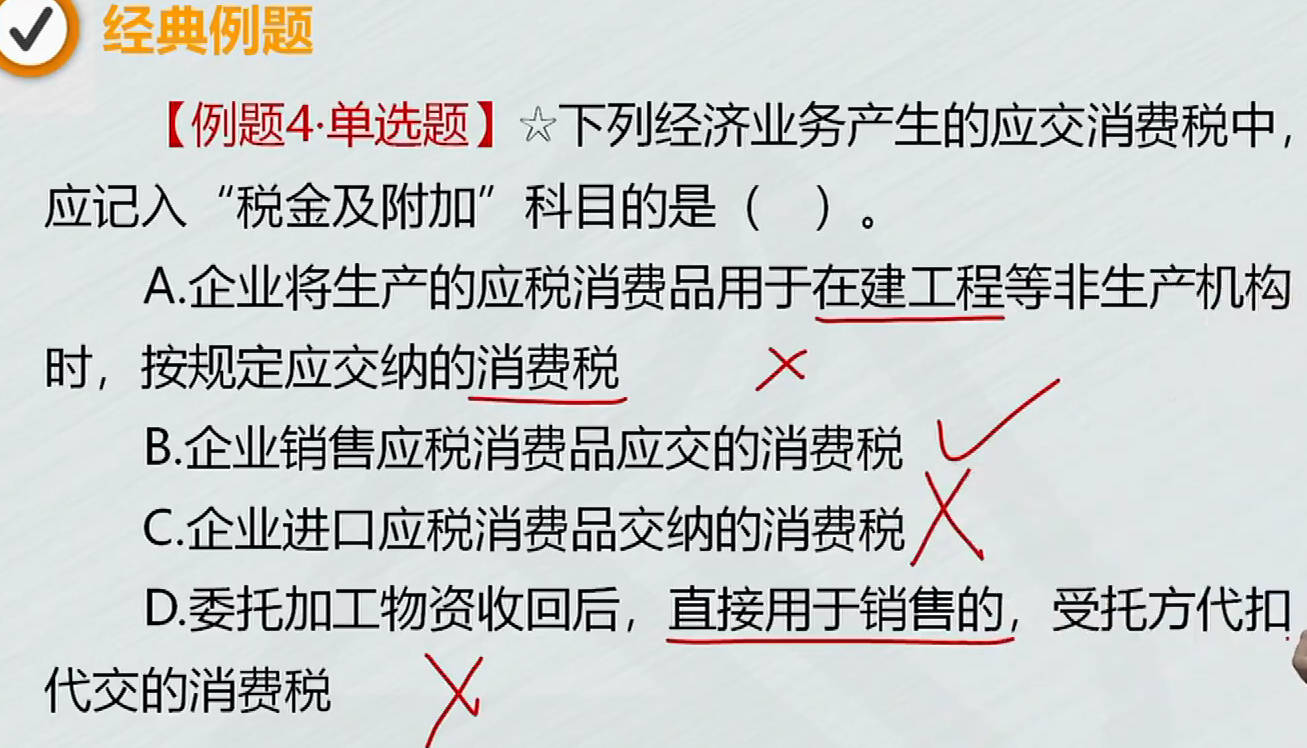 经典例题
【例题4·单选题】☆下列经济业务产生的应交消费税中，
应记入“税金及附加”科目的是（　）。
A.企业将生产的应税消费品用于在建工程等非生产机构
时，按规定应交纳的消费税
B.企业销售应税消费品应交的消费税
C.企业进口应税消费品交纳的消费税
D.委托加工物资收回后，直接用于销售的，受托方代扣
代交的消费税